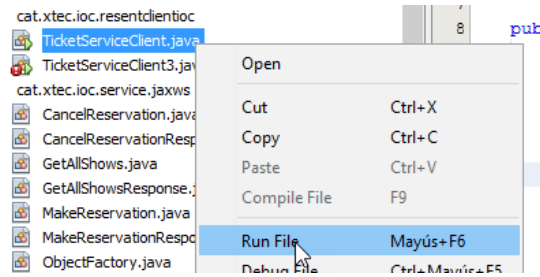 cat.xtec.ioc.resentclientioc
TicketServiceClient.java
TicketServiceClient3.jav
cat.xtec.ioc.service.jaxws
CancelReservation.java
CancelReservationResp
GetAllShows.java
GetAllShowsResponse.j
MakeReservation.java
MakeReservationRespo
ObjectFactory.java
Open
Cut Ctrl+X
Copy Ctrl+C
Paste Ctrl+V
Compile File F9
Run File Mayús+F6
Debug File Ctrl+Mayús+F5
8 pub